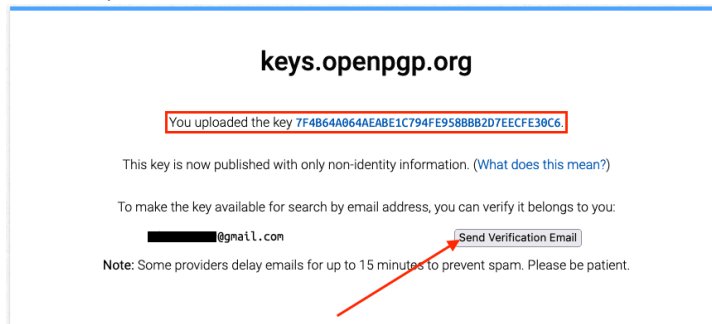 keys.openpgp.org
You uploaded the key 7F4B64A064AEABE1C794FE958BBB2D7EECFE30C6.
This key is now published with only non-identity information. (What does this mean?)
To make the key available for search by email address, you can verify it belongs to you:
@gmail.com Send Verification Email
Note: Some providers delay emails for up to 15 minutes to prevent spam. Please be patient.